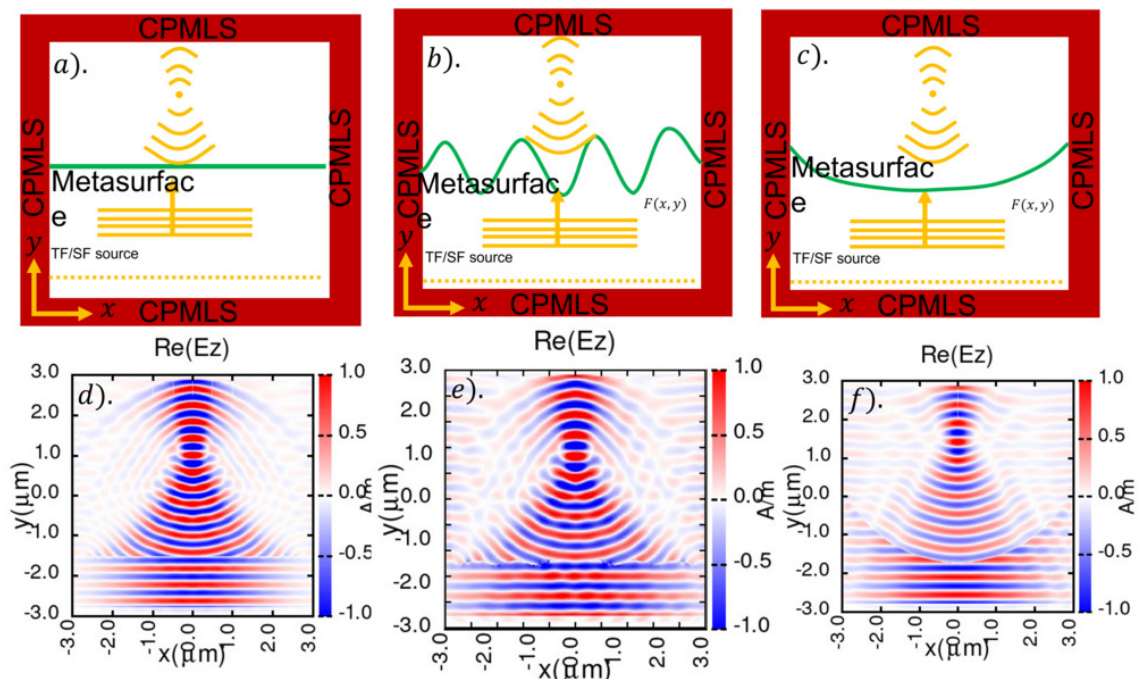 CPMLS
a).
CPMLS
CPMLS
Metasurfac
e
TF/SF source
y
x
CPMLS
CPMLS
b).
CPMLS
CPMLS
Metasurfac
e
F(x, y)
TF/SF source
y
x
CPMLS
CPMLS
c).
CPMLS
CPMLS
Metasurfac
e
F(x, y)
TF/SF source
y
x
CPMLS
Re(Ez)
d).
3.0
2.0
1.0
0.0
-1.0
-2.0
-3.0
y(μm)
-3.0
-2.0
-1.0
0.0
1.0
2.0
3.0
x(μm)
1.0
0.5
0.0
-0.5
-1.0
A/m
Re(Ez)
e).
3.0
2.0
1.0
0.0
-1.0
-2.0
-3.0
y(μm)
-3.0
-2.0
-1.0
0.0
1.0
2.0
3.0
x(μm)
1.0
0.5
0.0
-0.5
-1.0
A/m
Re(Ez)
f).
3.0
2.0
1.0
0.0
-1.0
-2.0
-3.0
y(μm)
-3.0
-2.0
-1.0
0.0
1.0
2.0
3.0
x(μm)
1.0
0.5
0.0
-0.5
-1.0
A/m